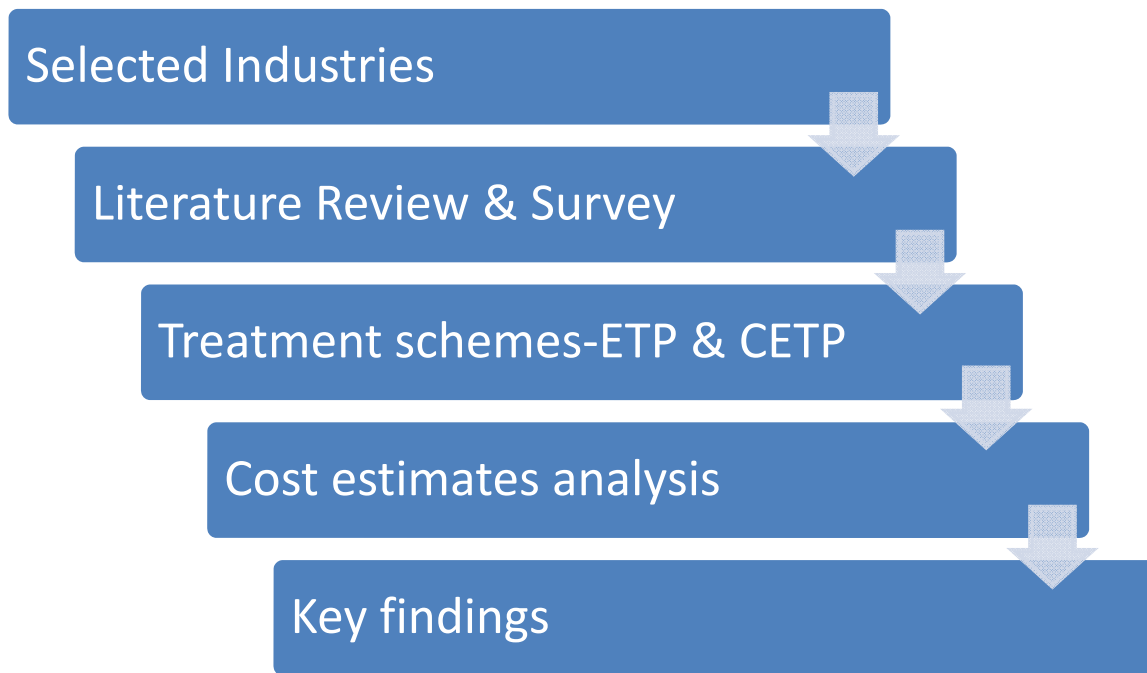 Selected Industries
Literature Review & Survey
Treatment schemes-ETP & CETP
Cost estimates analysis
Key findings